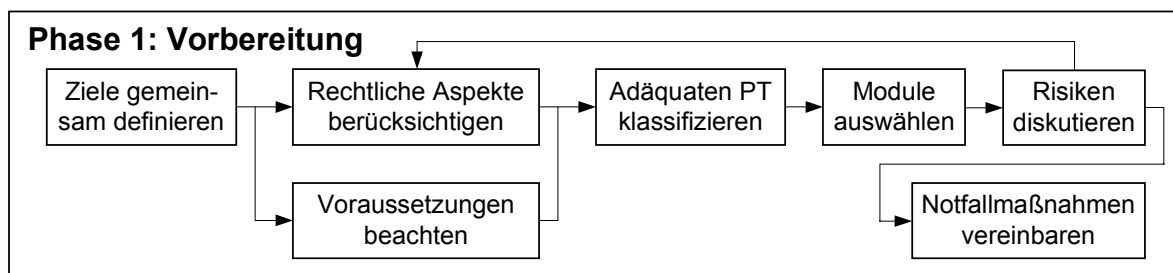 Phase 1: Vorbereitung
Ziele gemein-
sam definieren
Rechtliche Aspekte
berücksichtigen
Adäquaten PT
klassifizieren
Module
auswählen
Risiken
diskutieren
Voraussetzungen
beachten
Notfallmaßnahmen
vereinbaren